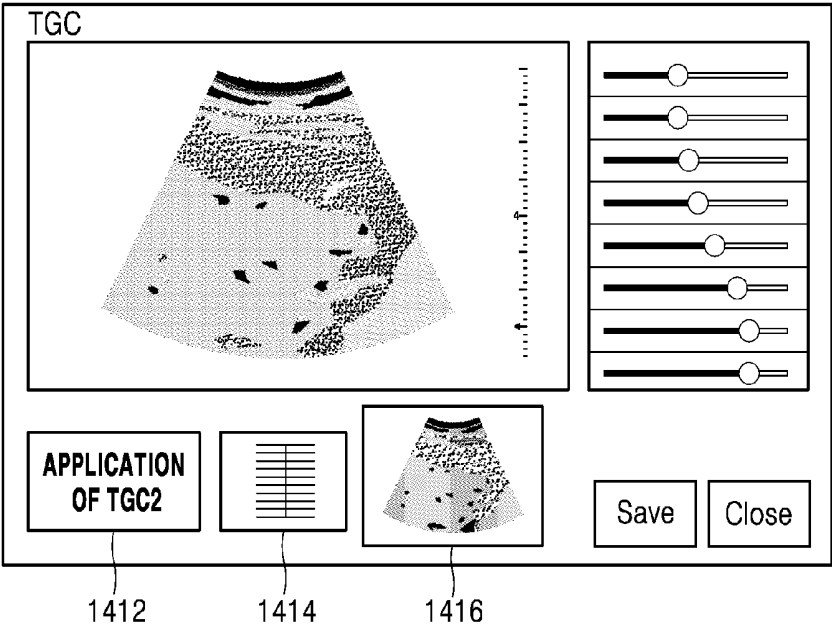 TGC
4
APPLICATION
OF TGC2
Save
Close
1412
1414
1416